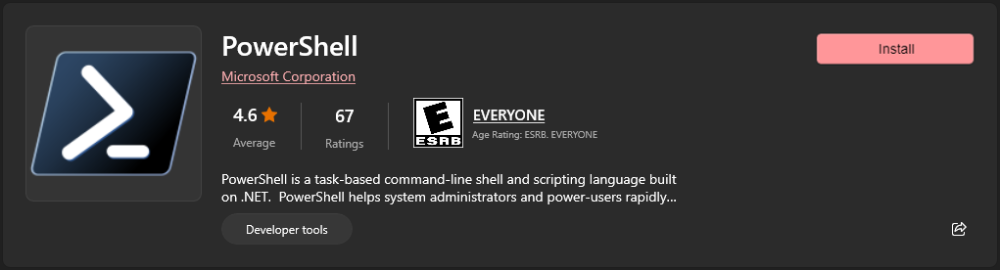 PowerShell
Install
Microsoft Corporation
4.6
67
E
ESRB
EVERYONE
Average
Ratings
Age Rating: ESRB. EVERYONE
PowerShell is a task-based command-line shell and scripting language built
on .NET.  PowerShell helps system administrators and power-users rapidly...
Developer tools